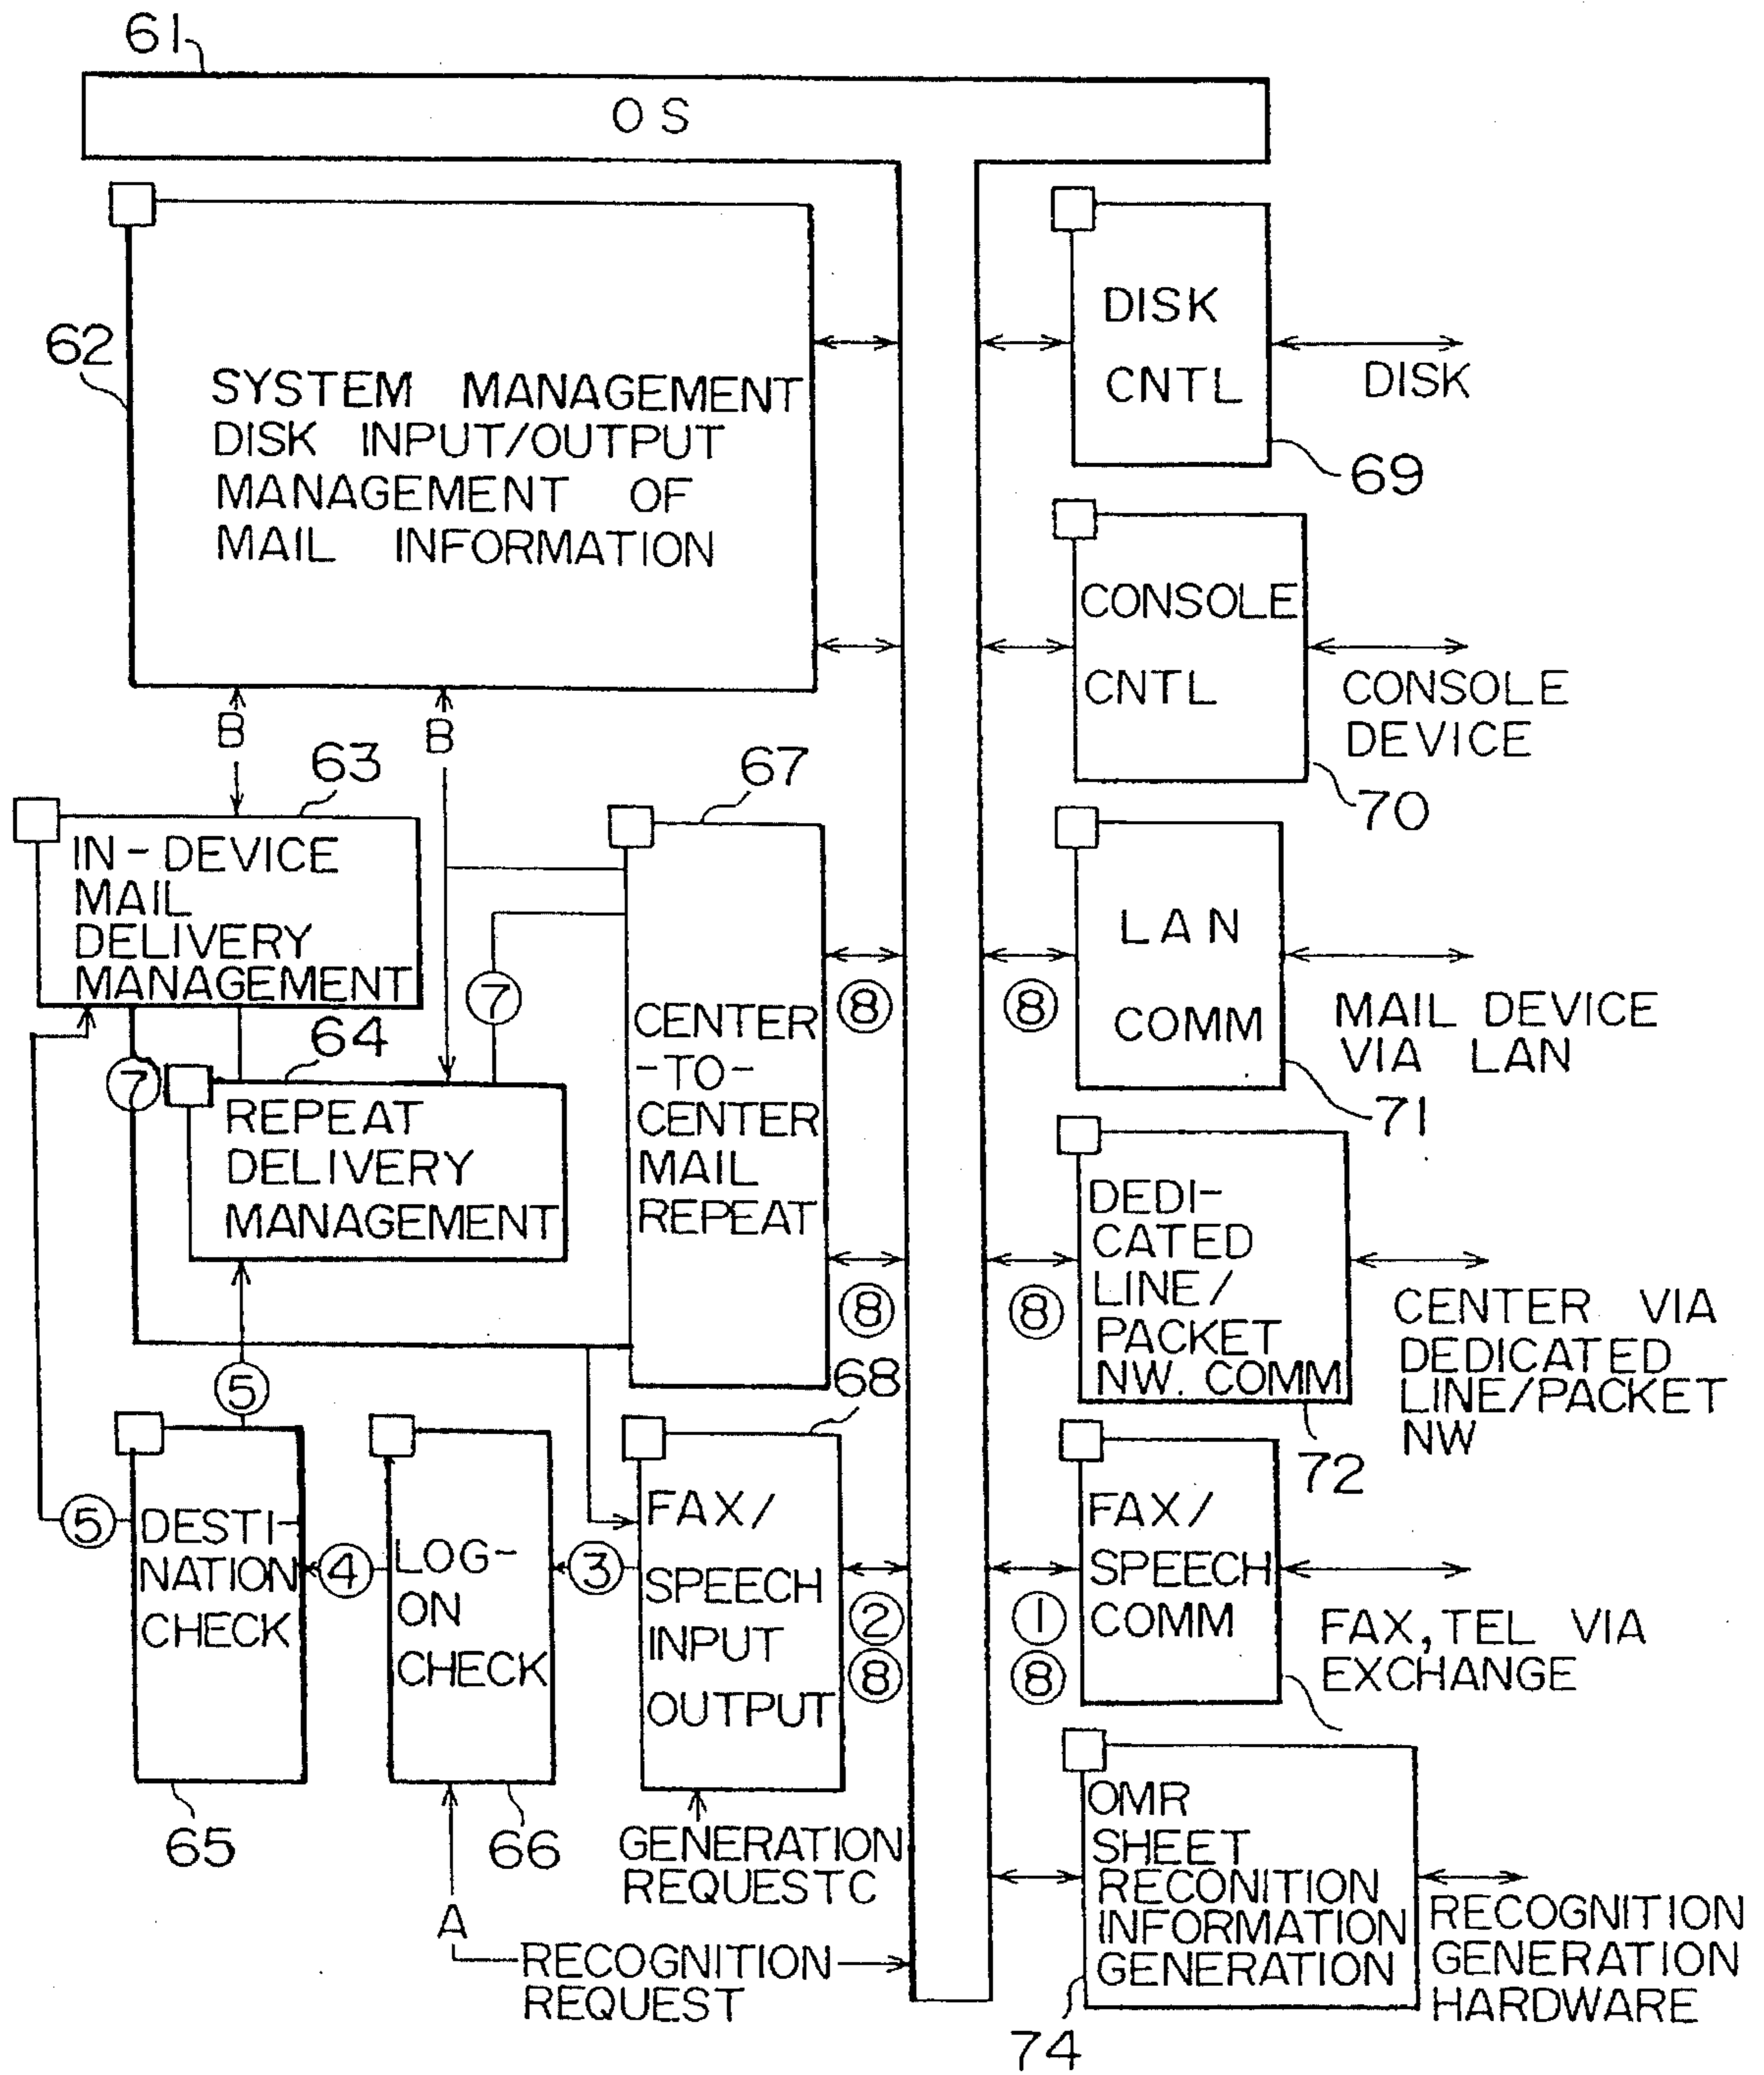 61
OS
62
SYSTEM MANAGEMENT
DISK INPUT/OUTPUT
MANAGEMENT OF
MAIL INFORMATION
DISK
CNTL
DISK
69
CONSOLE
CNTL
CONSOLE
DEVICE
70
B
B
63
IN-DEVICE
MAIL
DELIVERY
MANAGEMENT
67
CENTER
-TO-
CENTER
MAIL
REPEAT
7
7
64
REPEAT
DELIVERY
MANAGEMENT
8
8
LAN
COMM
8
MAIL DEVICE
VIA LAN
71
DEDI-
CATED
LINE/
PACKET
NW. COMM
8
CENTER VIA
DEDICATED
LINE/PACKET
NW
72
5
5
DESTI-
NATION
CHECK
65
4
LOG-
ON
CHECK
66
3
68
FAX/
SPEECH
INPUT
OUTPUT
2
8
1
8
FAX/
SPEECH
COMM
FAX, TEL VIA
EXCHANGE
GENERATION
REQUESTC
A
RECOGNITION
REQUEST
OMR
SHEET
RECONITION
INFORMATION
GENERATION
RECOGNITION
GENERATION
HARDWARE
74